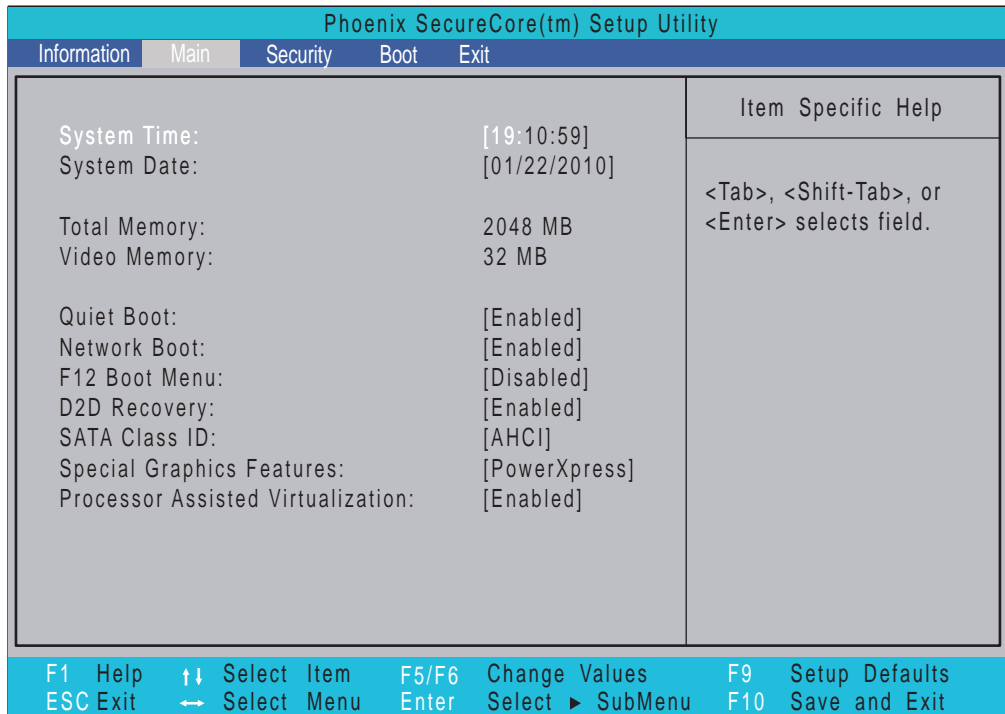 Phoenix SecureCore(tm) Setup Utility
Information Main Security Boot Exit
System Time: [19:10:59]
System Date: [01/22/2010]
Total Memory: 2048 MB
Video Memory: 32 MB
Quiet Boot: [Enabled]
Network Boot: [Enabled]
F12 Boot Menu: [Disabled]
D2D Recovery: [Enabled]
SATA Class ID: [AHCI]
Special Graphics Features: [PowerXpress]
Processor Assisted Virtualization: [Enabled]
Item Specific Help
<Tab>, <Shift-Tab>, or
<Enter> selects field.
F1 Help ↑↓ Select Item F5/F6 Change Values F9 Setup Defaults
ESC Exit ↔ Select Menu Enter Select ▶ SubMenu F10 Save and Exit